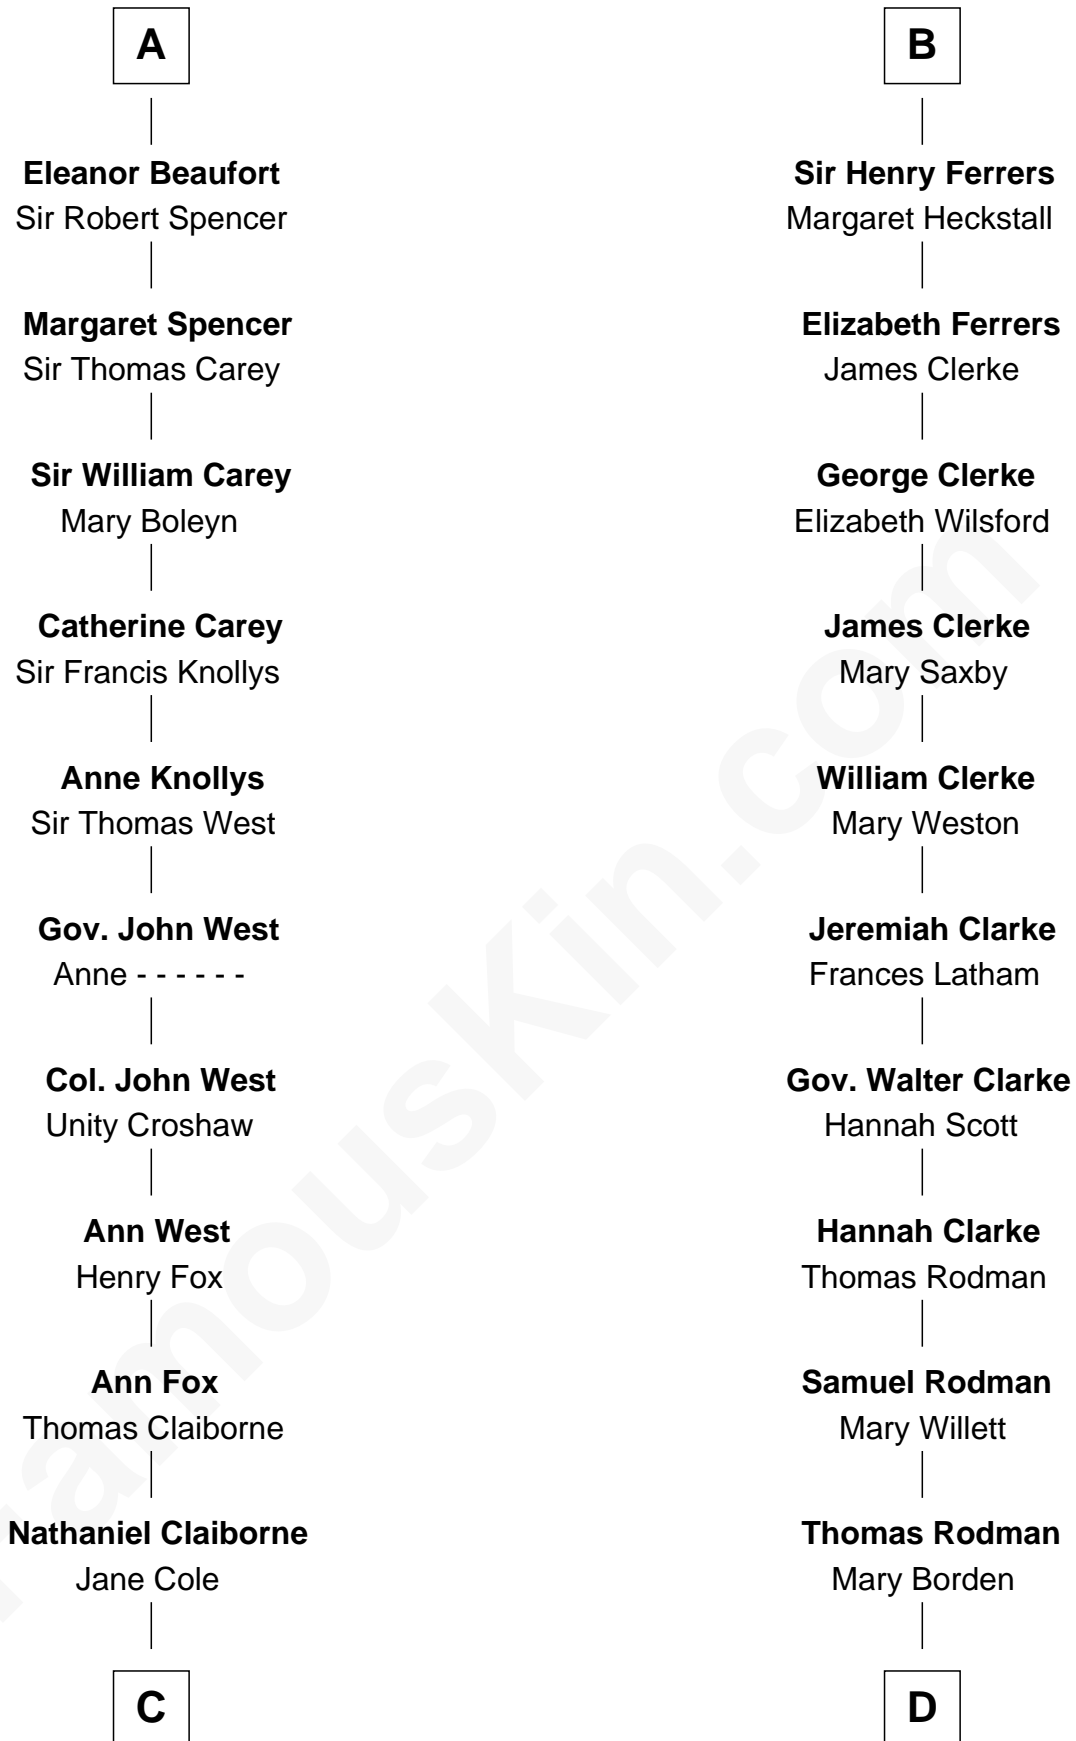 A
Eleanor Beaufort
Sir Robert Spencer
Margaret Spencer
Sir Thomas Carey
Sir William Carey
Mary Boleyn
Catherine Carey
Sir Francis Knollys
Anne Knollys
Sir Thomas West
Gov. John West
Anne - - - - - -
Col. John West
Unity Croshaw
Ann West
Henry Fox
Ann Fox
Thomas Claiborne
Nathaniel Claiborne
Jane Cole
C
B
Sir Henry Ferrers
Margaret Heckstall
Elizabeth Ferrers
James Clerke
George Clerke
Elizabeth Wilsford
James Clerke
Mary Saxby
William Clerke
Mary Weston
Jeremiah Clarke
Frances Latham
Gov. Walter Clarke
Hannah Scott
Hannah Clarke
Thomas Rodman
Samuel Rodman
Mary Willett
Thomas Rodman
Mary Borden
D
FamousKin.com